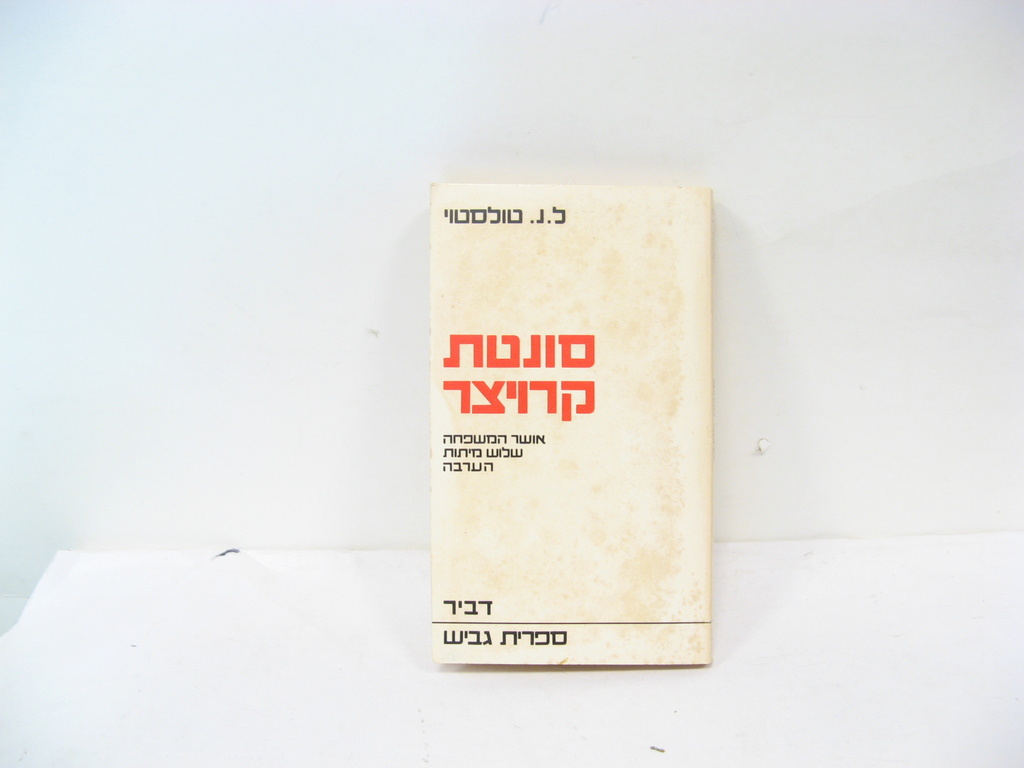 ל.נ. טולסטוי
סונטת
קרויצר
אושר המשפחה
שלוש מיתות
הערבה
דביר
ספרית גביש